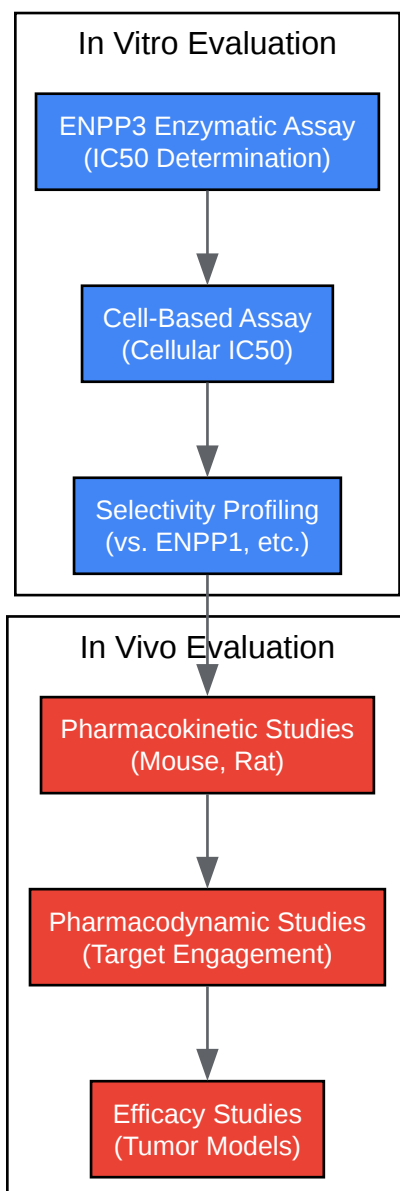 In Vitro Evaluation
ENPP3 Enzymatic Assay
(IC50 Determination)
Cell-Based Assay
(Cellular IC50)
Selectivity Profiling
(vs. ENPP1, etc.)
In Vivo Evaluation
Pharmacokinetic Studies
(Mouse, Rat)
Pharmacodynamic Studies
(Target Engagement)
Efficacy Studies
(Tumor Models)